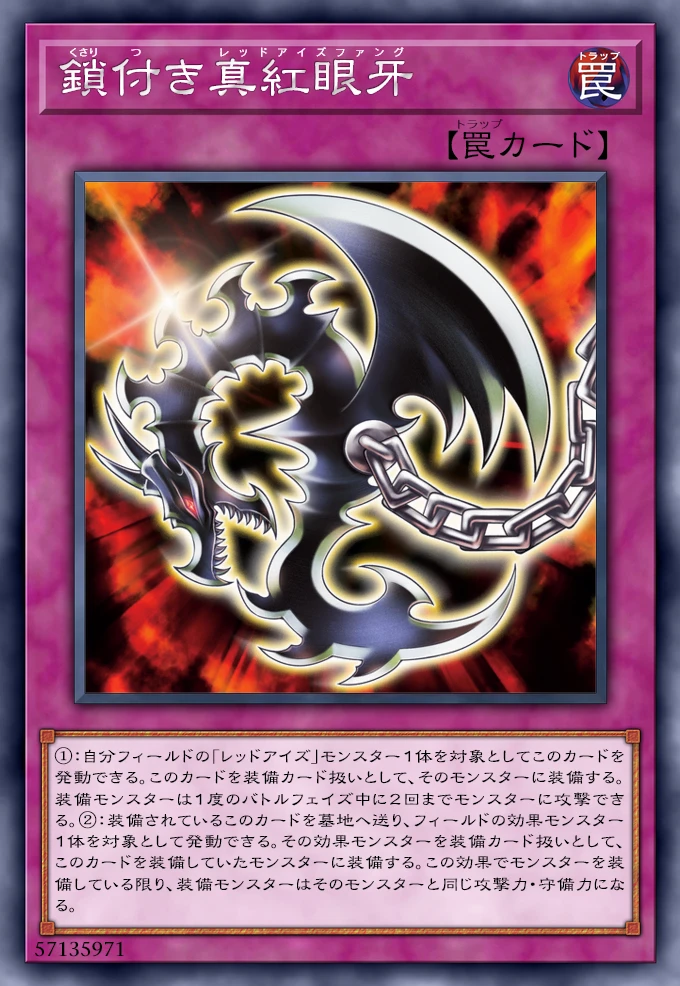 くさり つ レッドアイズファング
鎖付き真紅眼牙
トラップ
罠
トラップ
【罠カード】
①:自分フィールドの「レッドアイズ」モンスター1体を対象としてこのカードを
発動できる。このカードを装備カード扱いとして、そのモンスターに装備する。
装備モンスターは1度のバトルフェイズ中に2回までモンスターに攻撃でき
る。②:装備されているこのカードを墓地へ送り、フィールドの効果モンスター
1体を対象として発動できる。その効果モンスターを装備カード扱いとして、
このカードを装備していたモンスターに装備する。この効果でモンスターを装
備している限り、装備モンスターはそのモンスターと同じ攻撃力・守備力にな
る。
57135971